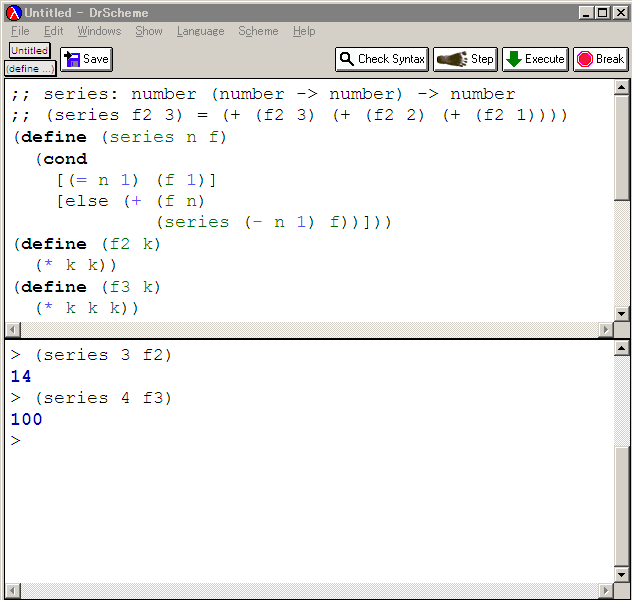 Untitled - DrScheme
File Edit Windows Show Language Scheme Help
Untitled
(define ...)
Save
Check Syntax
Step
Execute
Break
;; series: number (number -> number) -> number
;; (series f2 3) = (+ (f2 3) (+ (f2 2) (+ (f2 1))))
(define (series n f)
(cond
[(= n 1) (f 1)]
[else (+ (f n)
(series (- n 1) f))]))
(define (f2 k)
(* k k))
(define (f3 k)
(* k k k))
> (series 3 f2)
14
> (series 4 f3)
100
>